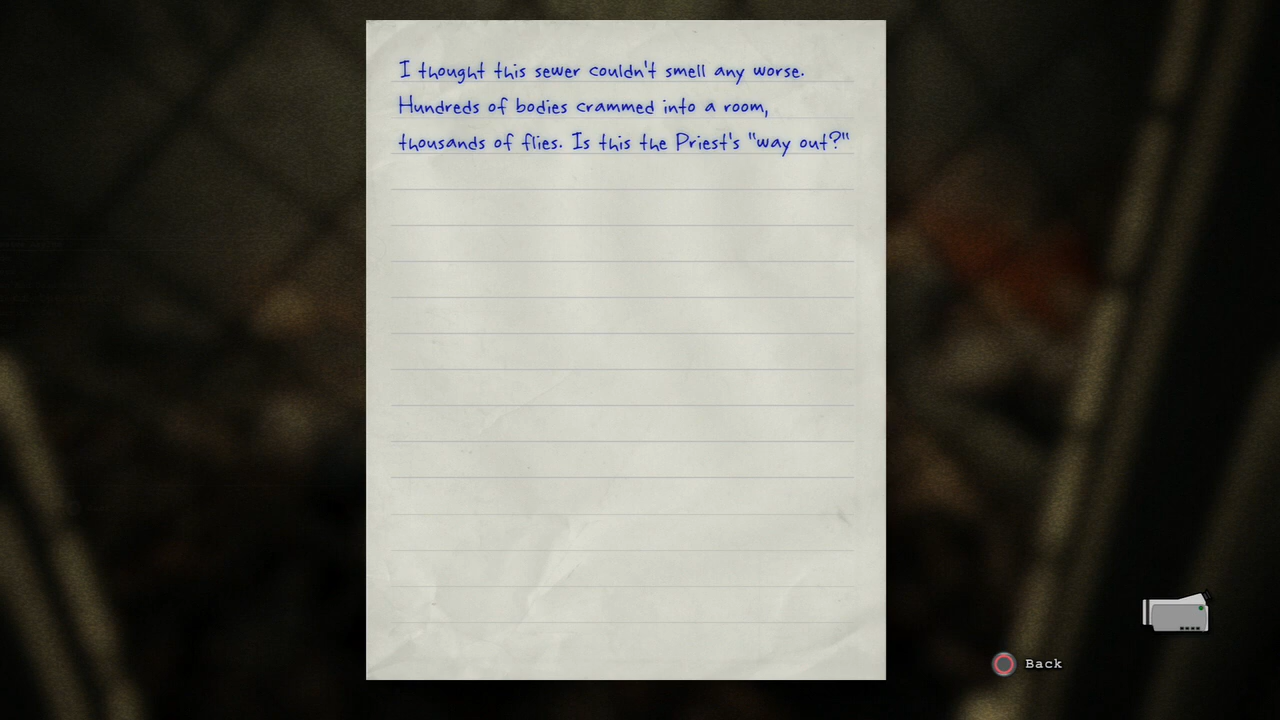 I thought this sewer couldn't smell any worse.
Hundreds of bodies crammed into a room,
thousands of flies. Is this the Priest's "way out?"
Back